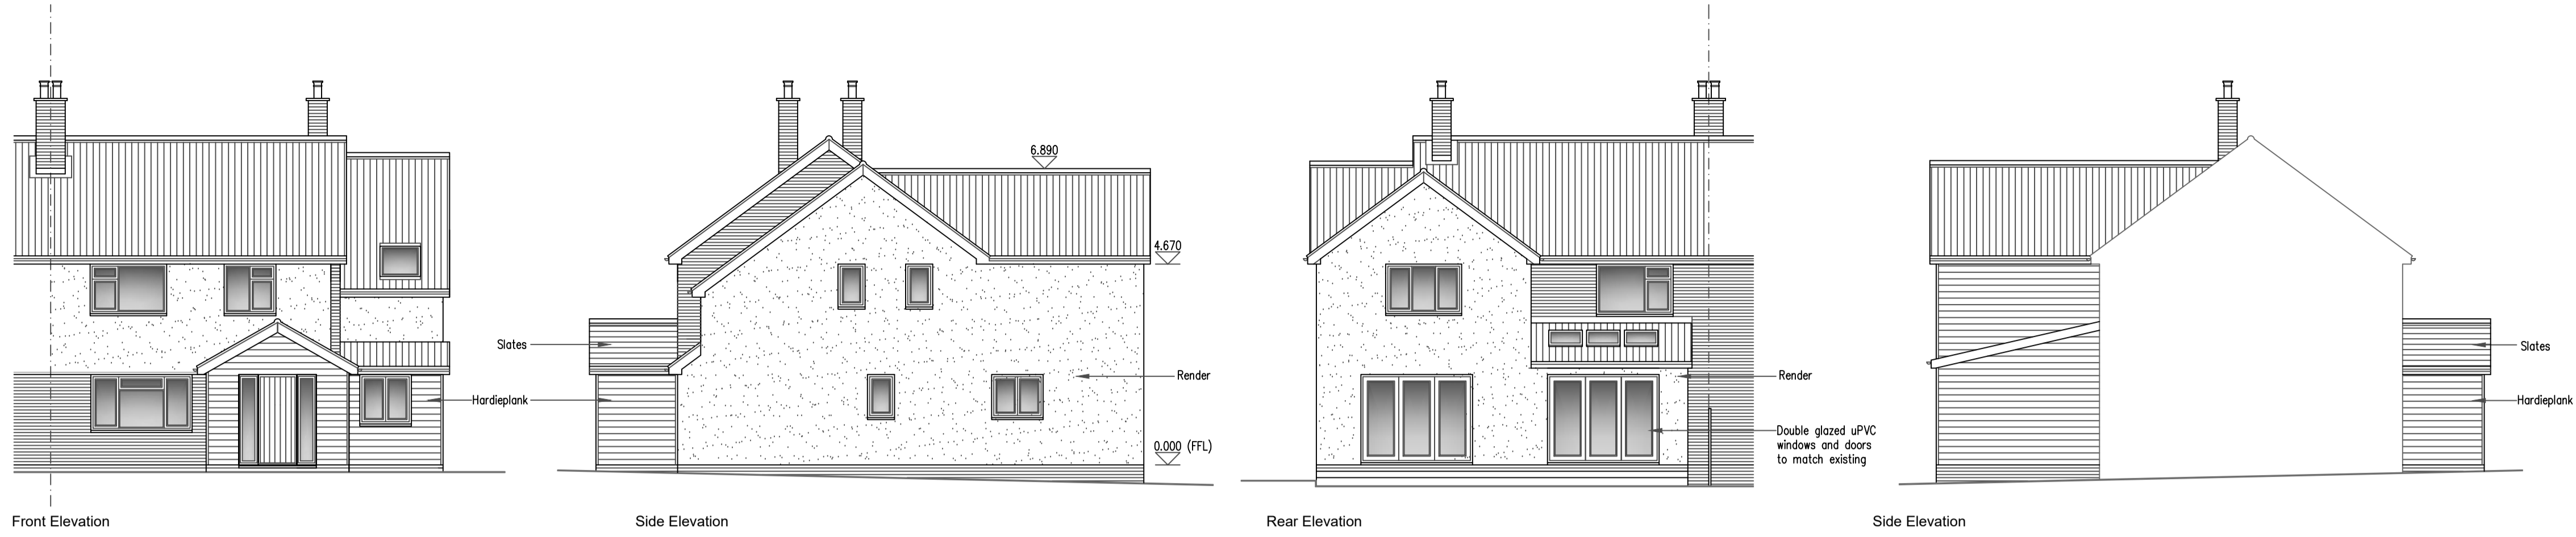 6.890
4.670
Slates
Render
Hardieplank
0.000 (FFL)
Render
Double glazed uPVC
windows and doors
to match existing
Slates
Hardieplank
Front Elevation
Side Elevation
Rear Elevation
Side Elevation